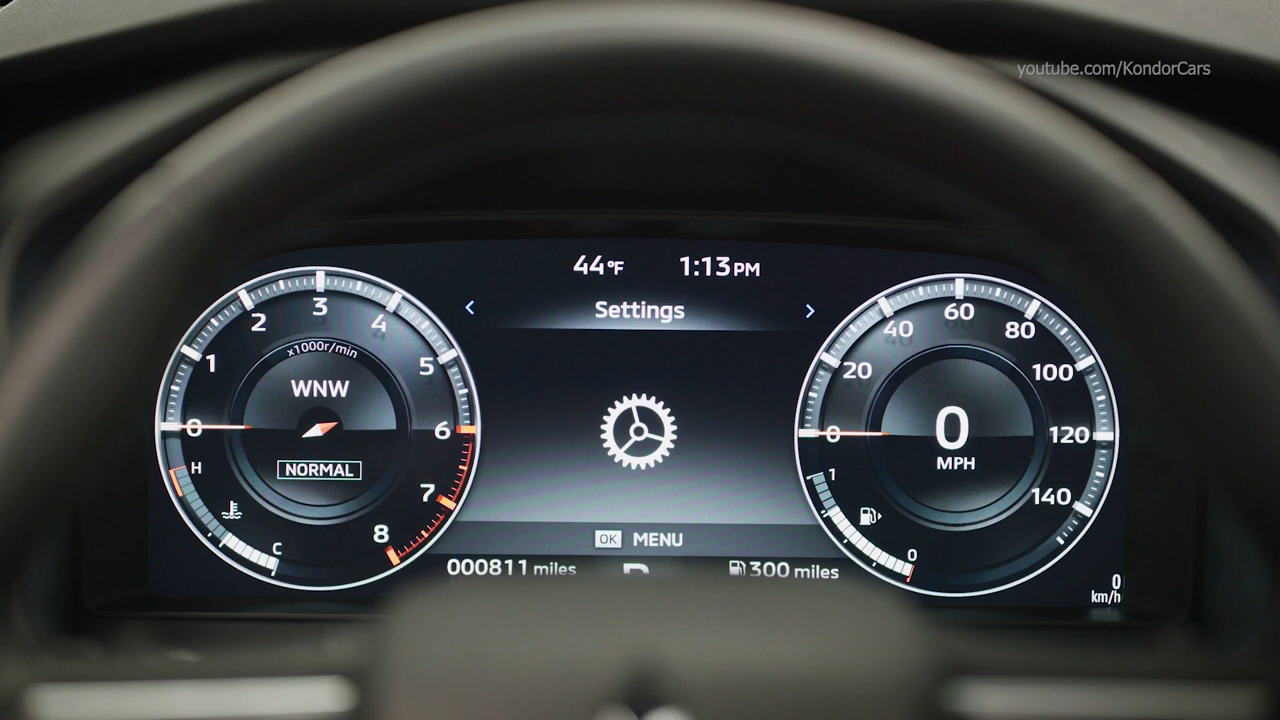 youtube.com/KondorCars
44°F 1:13PM
< Settings >
0 1 2 3 4 5 6 7 8
x1000r/min
WNW
NORMAL
H
C
0 20 40 60 80 100 120 140
0
MPH
1
0
OK MENU
000811 miles
300 miles
0
km/h